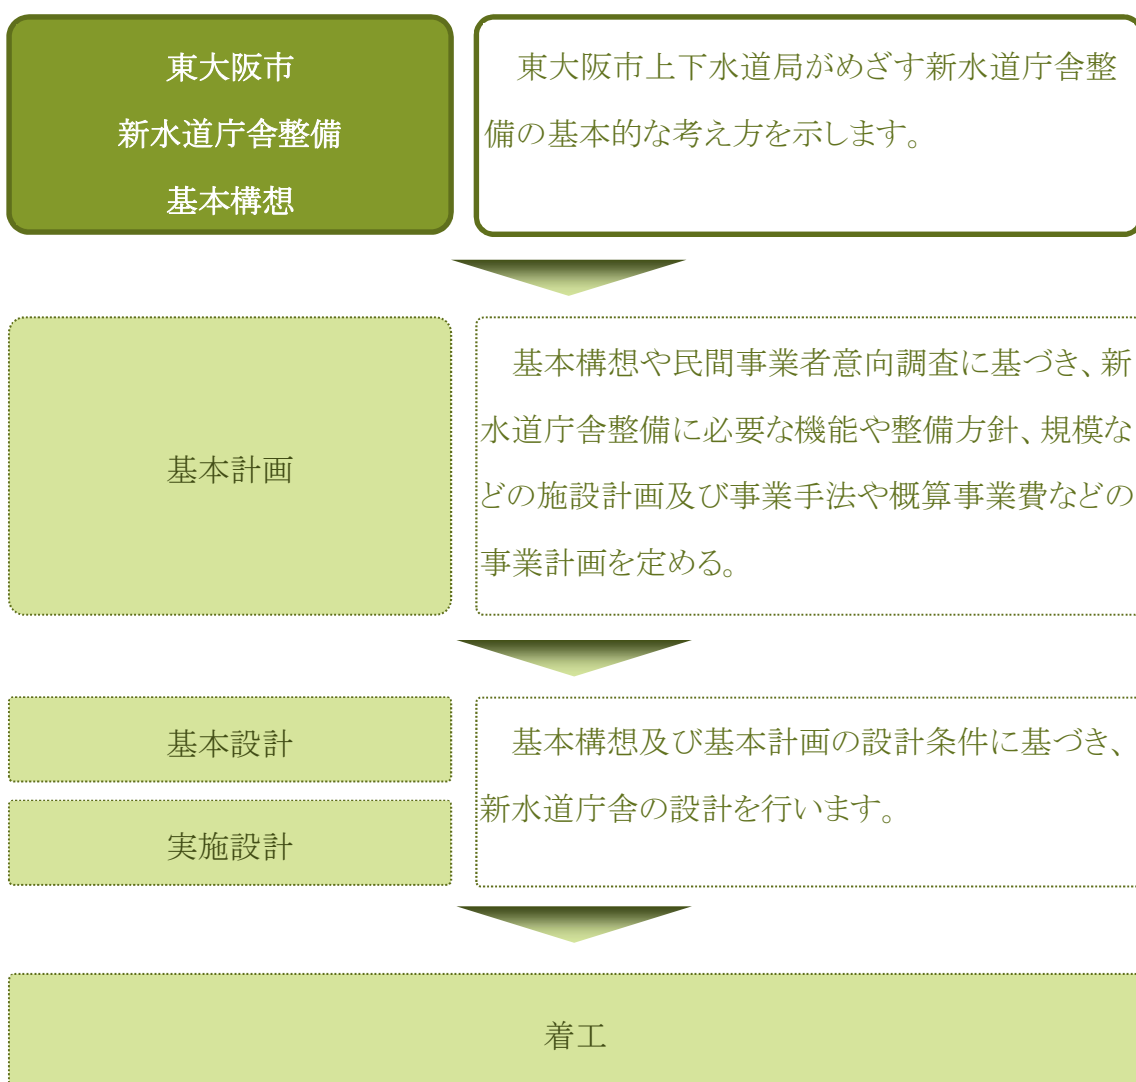 東大阪市
新水道庁舎整備
基本構想
東大阪市上下水道局がめざす新水道庁舎整
備の基本的な考え方を示します。
基本計画
基本構想や民間事業者意向調査に基づき、新
水道庁舎整備に必要な機能や整備方針、規模な
どの施設計画及び事業手法や概算事業費などの
事業計画を定める。
基本設計
実施設計
基本構想及び基本計画の設計条件に基づき、
新水道庁舎の設計を行います。
着工